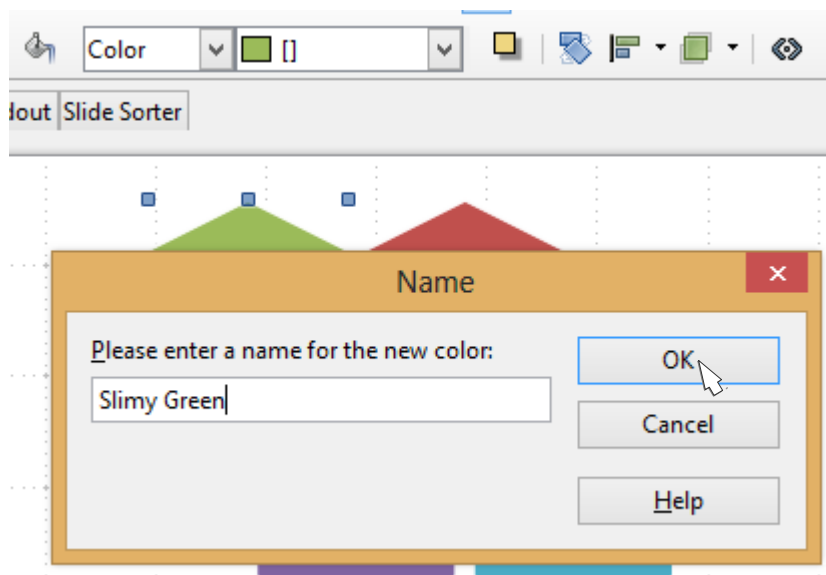 Color
[]
dout
Slide Sorter
Name
Please enter a name for the new color:
Slimy Green
OK
Cancel
Help